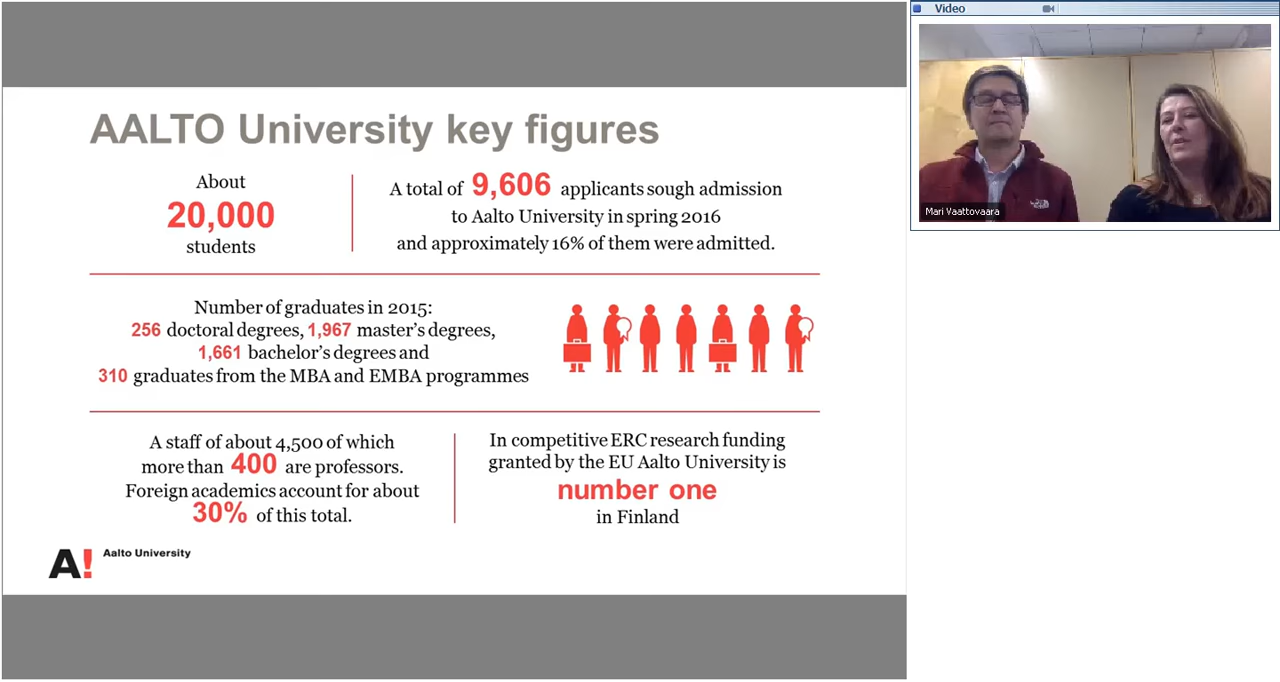 AALTO University key figures
About
20,000
students
A total of 9,606 applicants sough admission
to Aalto University in spring 2016
and approximately 16% of them were admitted.
Number of graduates in 2015:
256 doctoral degrees, 1,967 master's degrees,
1,661 bachelor's degrees and
310 graduates from the MBA and EMBA programmes
A staff of about 4,500 of which
more than 400 are professors.
Foreign academics account for about
30% of this total.
In competitive ERC research funding
granted by the EU Aalto University is
number one
in Finland
A! Aalto University
Video
Mari Vaattovaara